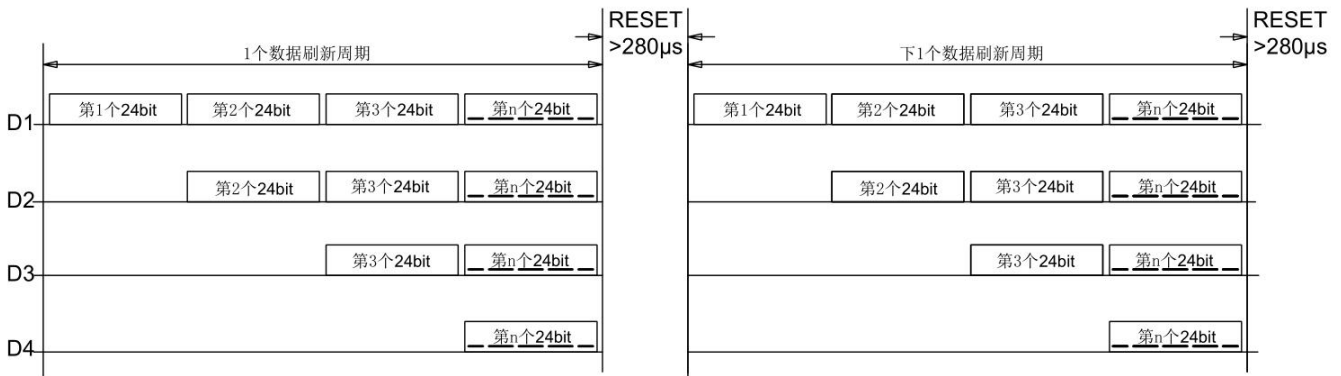 RESET
>280μs
RESET
>280μs
1个数据刷新周期
下1个数据刷新周期
D1
第1个24bit
第2个24bit
第3个24bit
第n个24bit
第1个24bit
第2个24bit
第3个24bit
第n个24bit
D2
第2个24bit
第3个24bit
第n个24bit
第2个24bit
第3个24bit
第n个24bit
D3
第3个24bit
第n个24bit
第3个24bit
第n个24bit
D4
第n个24bit
第n个24bit